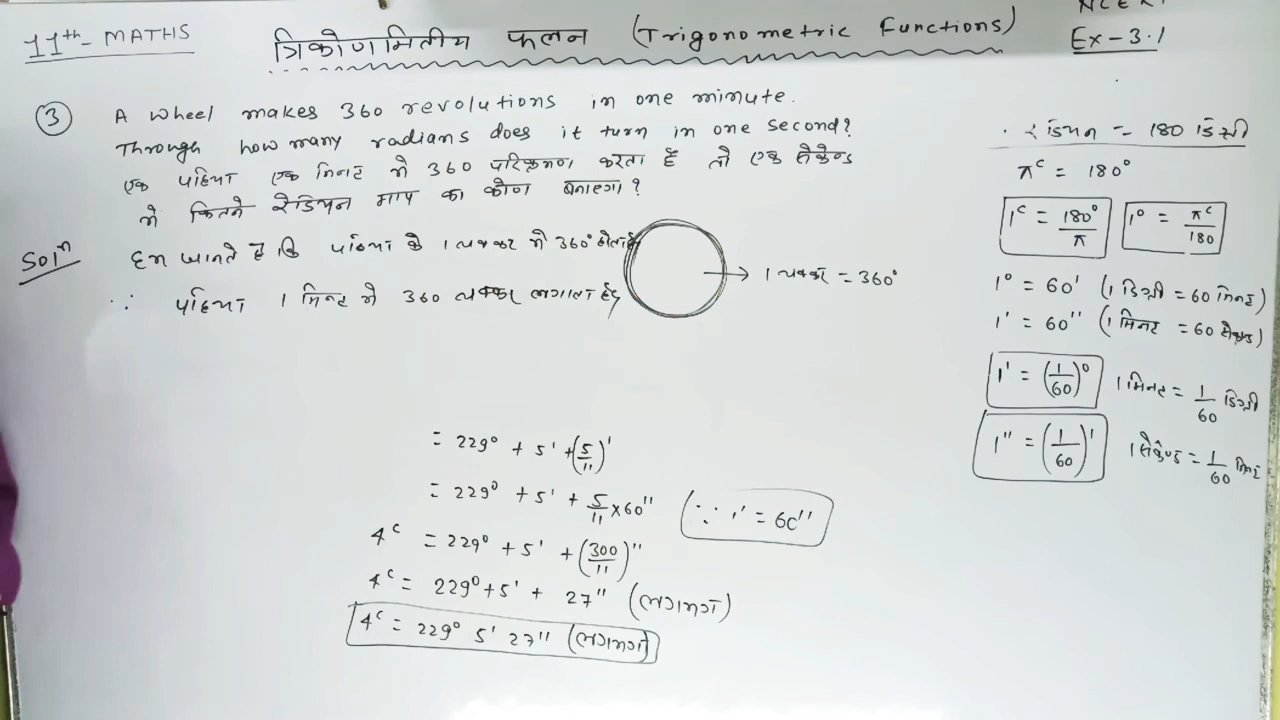 11th - MATHS
त्रिकोणमितीय फलन (Trigonometric Functions)
NCERT
Ex - 3.1
③ A wheel makes 360 revolutions in one minute.
Through how many radians does it turn in one second?
एक पहिया एक मिनट में 360 परिक्रमण करता है तो एक सेकेण्ड
में कितने रेडियन माप का कोण बनाएगा?
Solⁿ हम जानते है कि पहिया के 1 चक्कर में 360° होता है
1 चक्कर = 360°
∵ पहिया 1 मिनट में 360 चक्कर लगाता है
= 229° + 5' + (5/11)'
= 229° + 5' + 5/11 × 60"
∵ 1' = 60"
4ᶜ = 229° + 5' + (300/11)"
4ᶜ = 229° + 5' + 27" (लगभग)
4ᶜ = 229° 5' 27" (लगभग)
π रेडियन = 180 डिग्री
πᶜ = 180°
1ᶜ = 180°/π
1° = πᶜ/180
1° = 60' (1 डिग्री = 60 मिनट)
1' = 60" (1 मिनट = 60 सेकेण्ड)
1' = (1/60)° 1 मिनट = 1/60 डिग्री
1" = (1/60)' 1 सेकेण्ड = 1/60 मिनट